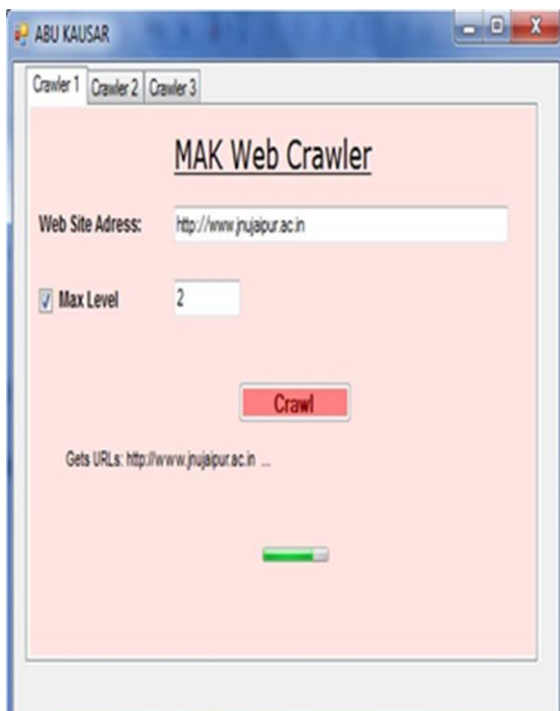 ABU KAUSAR
Crawler 1 Crawler 2 Crawler 3
MAK Web Crawler
Web Site Adress: http://www.jnujaipur.ac.in
Max Level 2
Crawl
Gets URLs: http://www.jnujaipur.ac.in ...